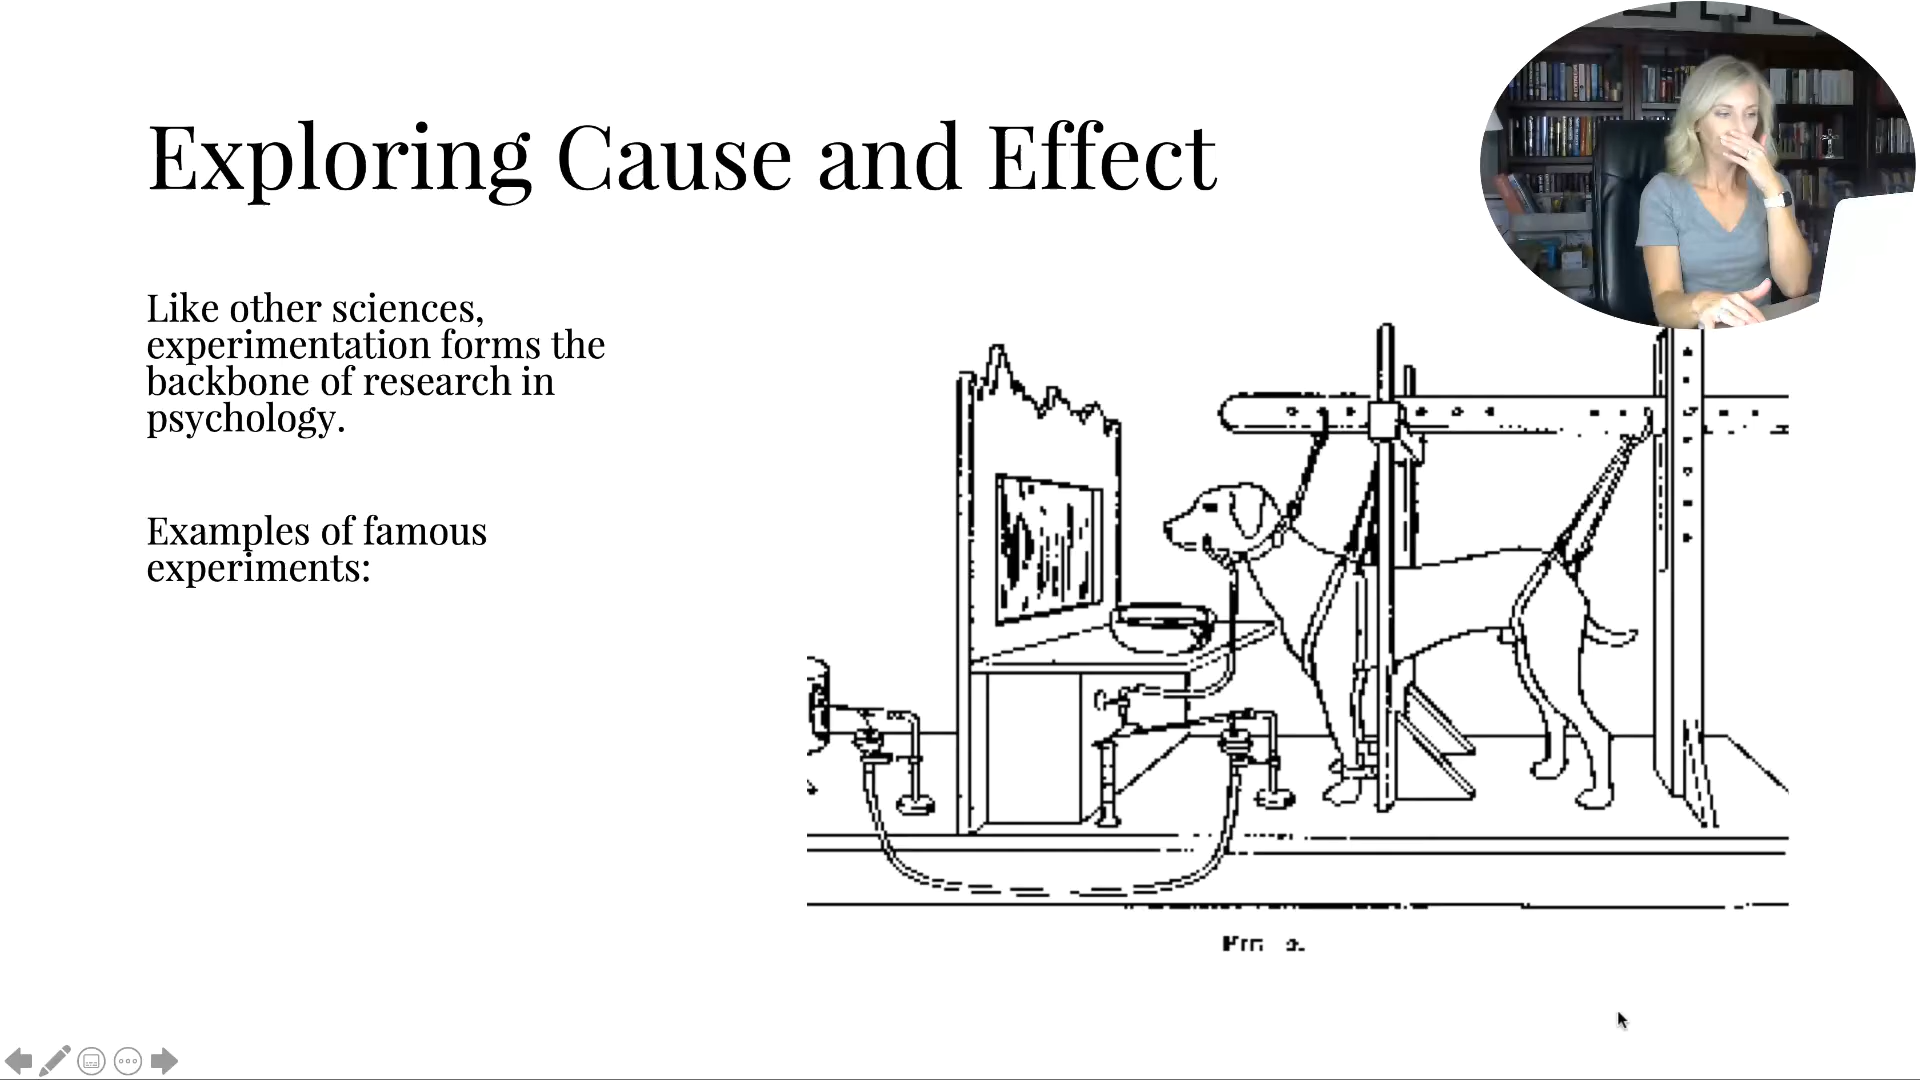 Exploring Cause and Effect
Like other sciences,
experimentation forms the
backbone of research in
psychology.
Examples of famous
experiments: